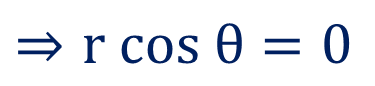 ⇒ r cos θ = 0